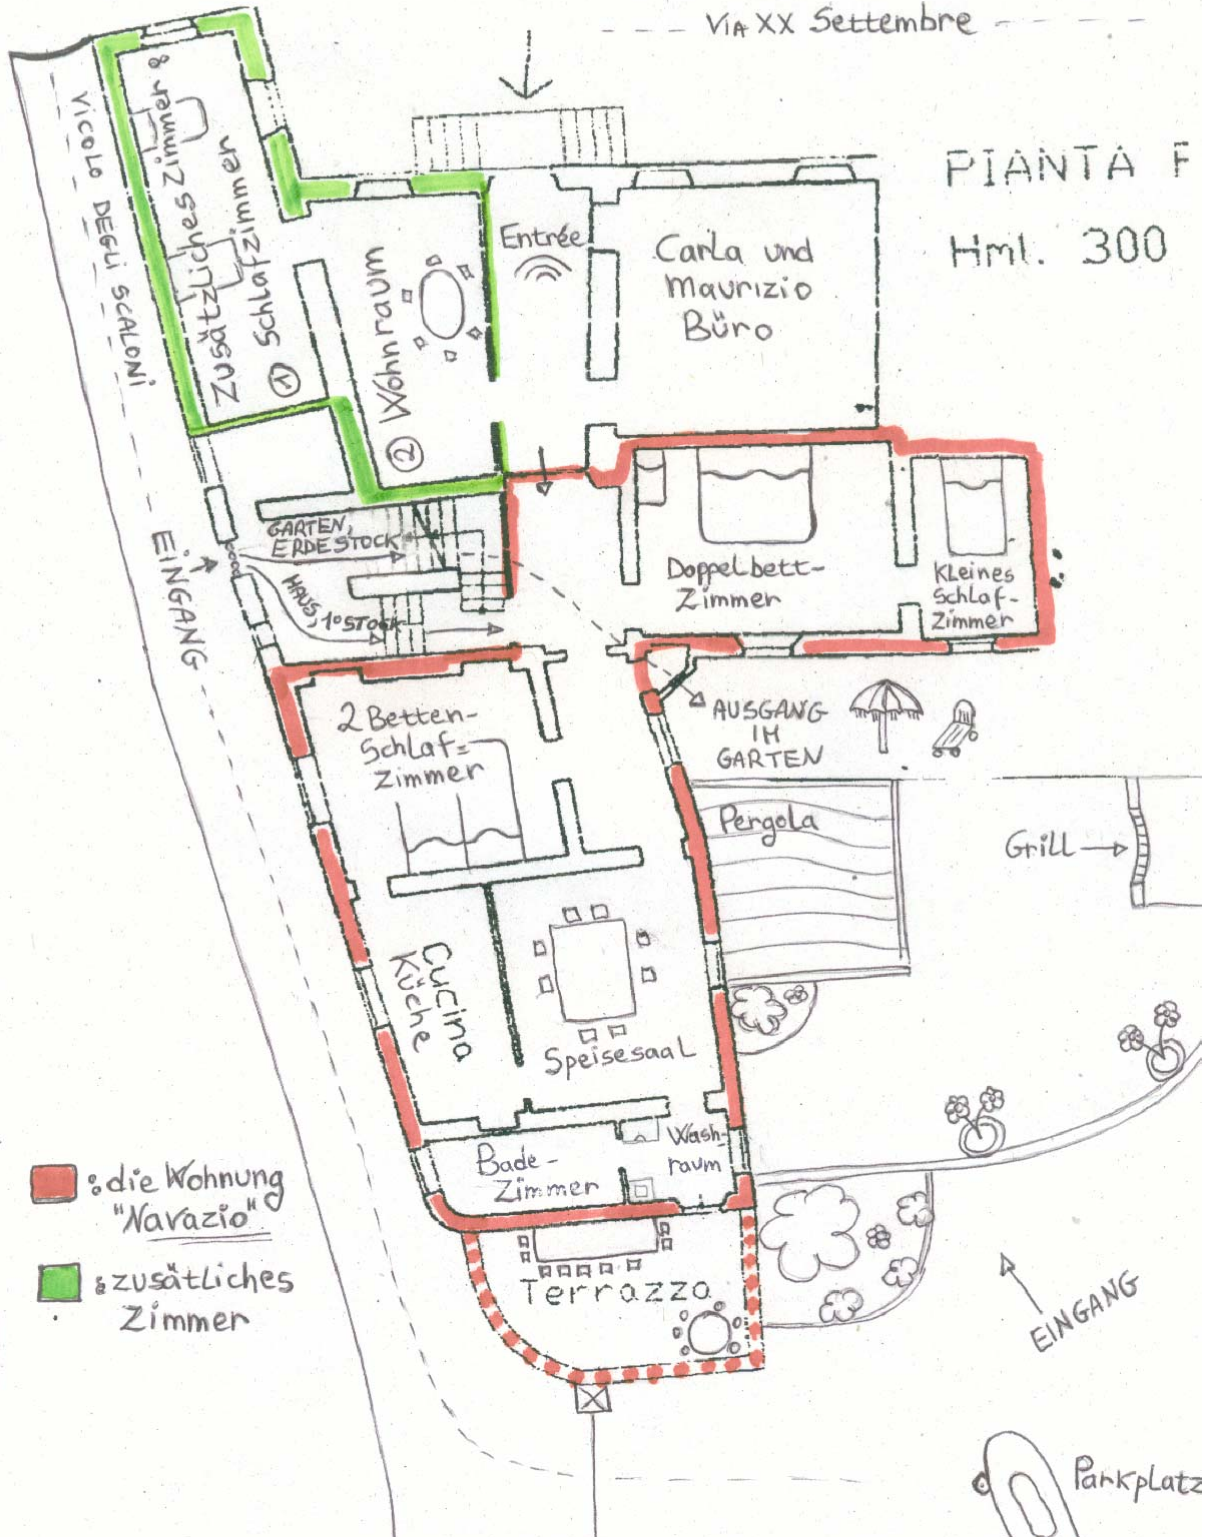 VIA XX Settembre
PIANTA F
Hml. 300
VICOLO DEGLI SCALONI
& zusätzliches Zimmer &
Schlafzimmer
①
Wohnraum
②
Entrée
Carla und
Maurizio
Büro
EINGANG
GARTEN,
ERDESTOCK
HAUS, 1° STOCK
Doppelbett-
Zimmer
Kleines
Schlaf-
Zimmer
2 Betten-
Schlaf-
Zimmer
AUSGANG
IM
GARTEN
Pergola
Grill
Cucina
Küche
Speisesaal
Bade-
Zimmer
Wash-
raum
: die Wohnung
"Navazio"
: zusätliches
Zimmer
Terrazzo
EINGANG
Parkplatz